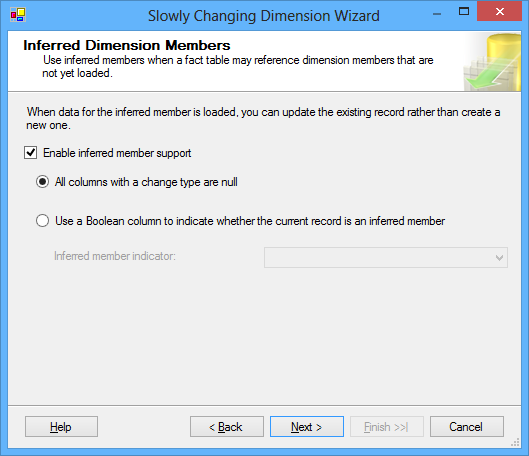 Slowly Changing Dimension Wizard
Inferred Dimension Members
Use inferred members when a fact table may reference dimension members that are
not yet loaded.
When data for the inferred member is loaded, you can update the existing record rather than create a
new one.
Enable inferred member support
All columns with a change type are null
Use a Boolean column to indicate whether the current record is an inferred member
Inferred member indicator:
Help
< Back
Next >
Finish >>|
Cancel